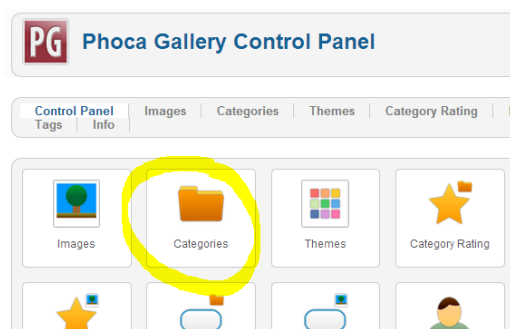 PG Phoca Gallery Control Panel
Control Panel Images Categories Themes Category Rating
Tags Info
Images Categories Themes Category Rating